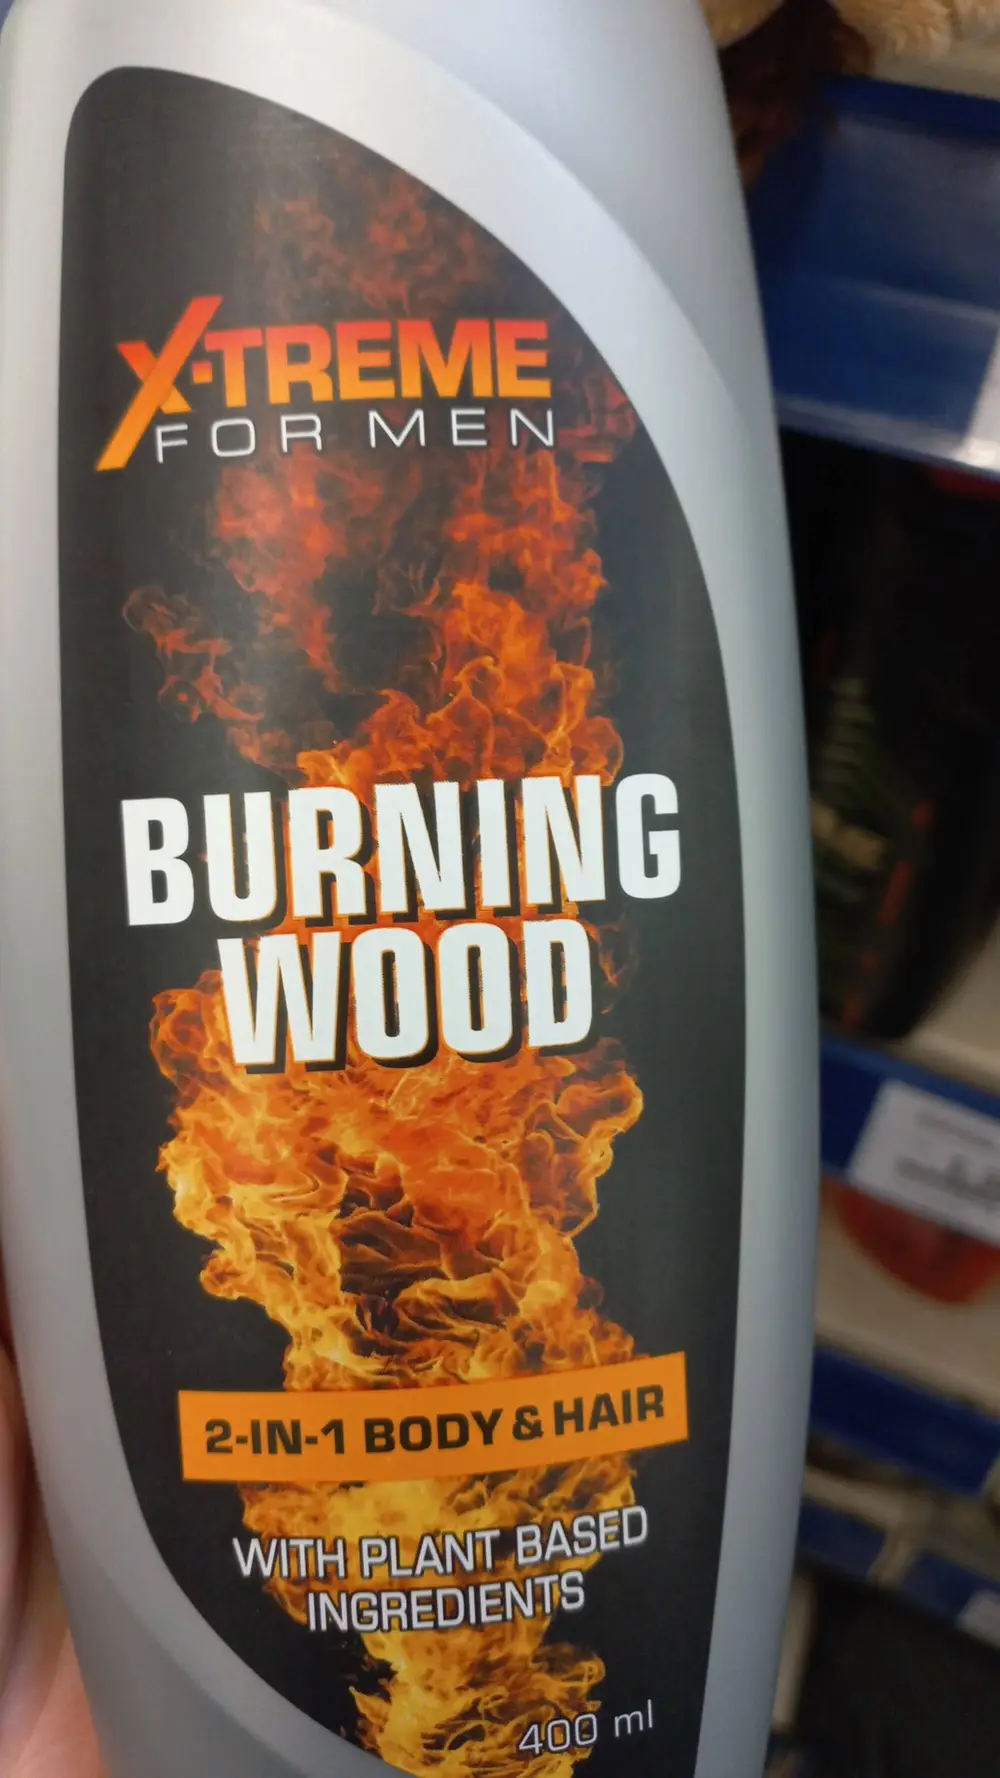 X-TREME
FOR MEN
BURNING
WOOD
2-IN-1 BODY & HAIR
WITH PLANT BASED
INGREDIENTS
400 ml